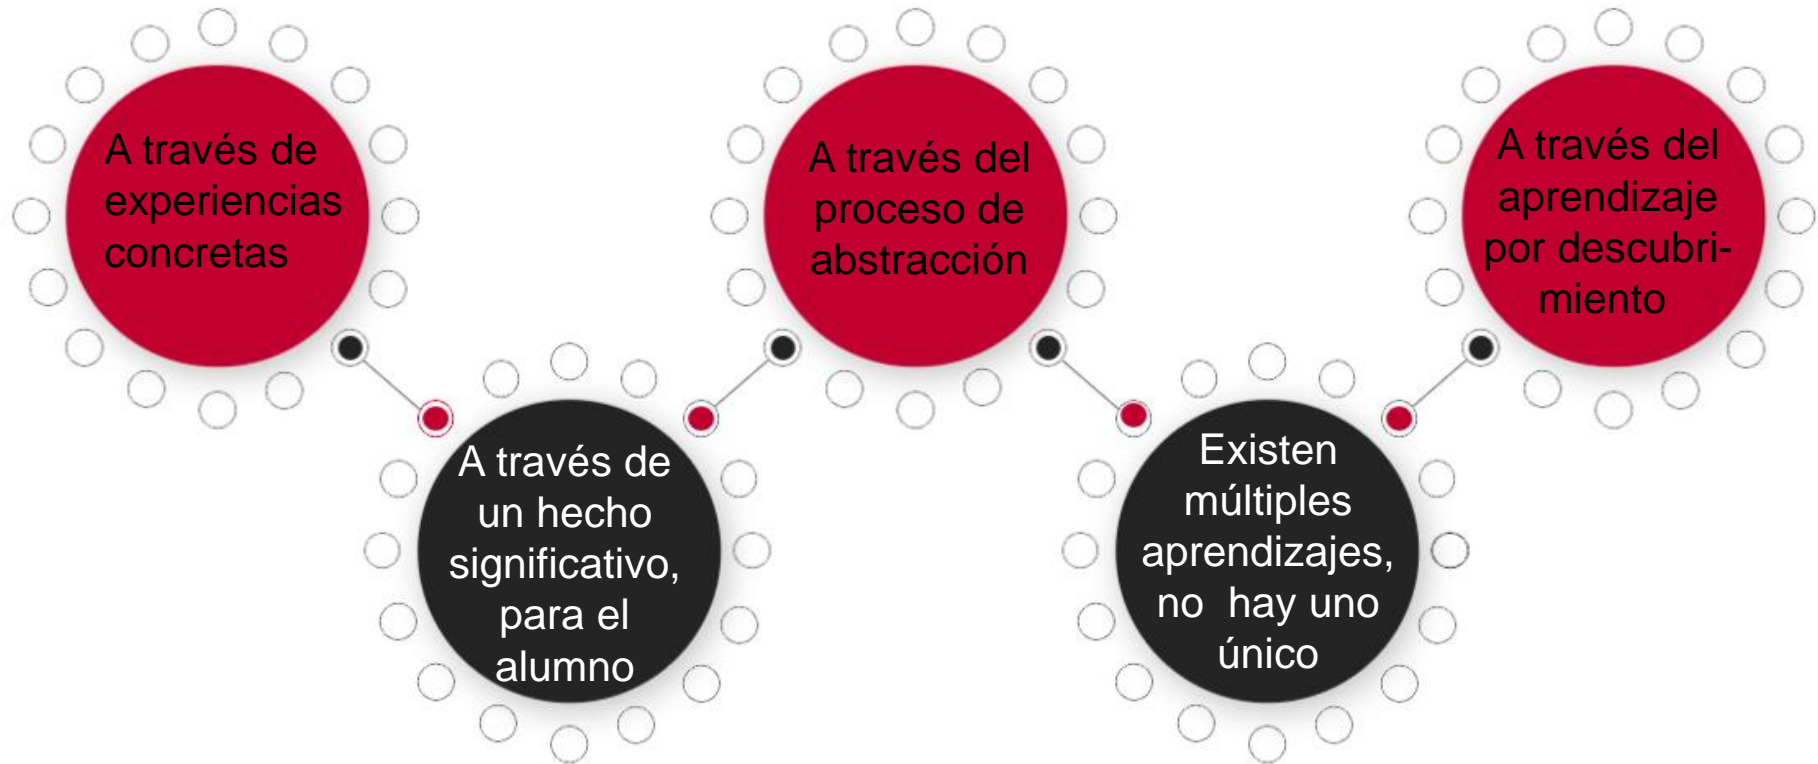 A través de
experiencias
concretas
A través de
un hecho
significativo,
para el
alumno
A través del
proceso de
abstracción
Existen
múltiples
aprendizajes,
no  hay uno
único
A través del
aprendizaje
por descubri-
miento